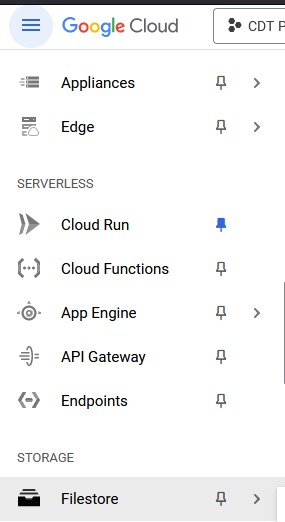 Google Cloud
CDT P
Appliances
Edge
SERVERLESS
Cloud Run
Cloud Functions
App Engine
API Gateway
Endpoints
STORAGE
Filestore